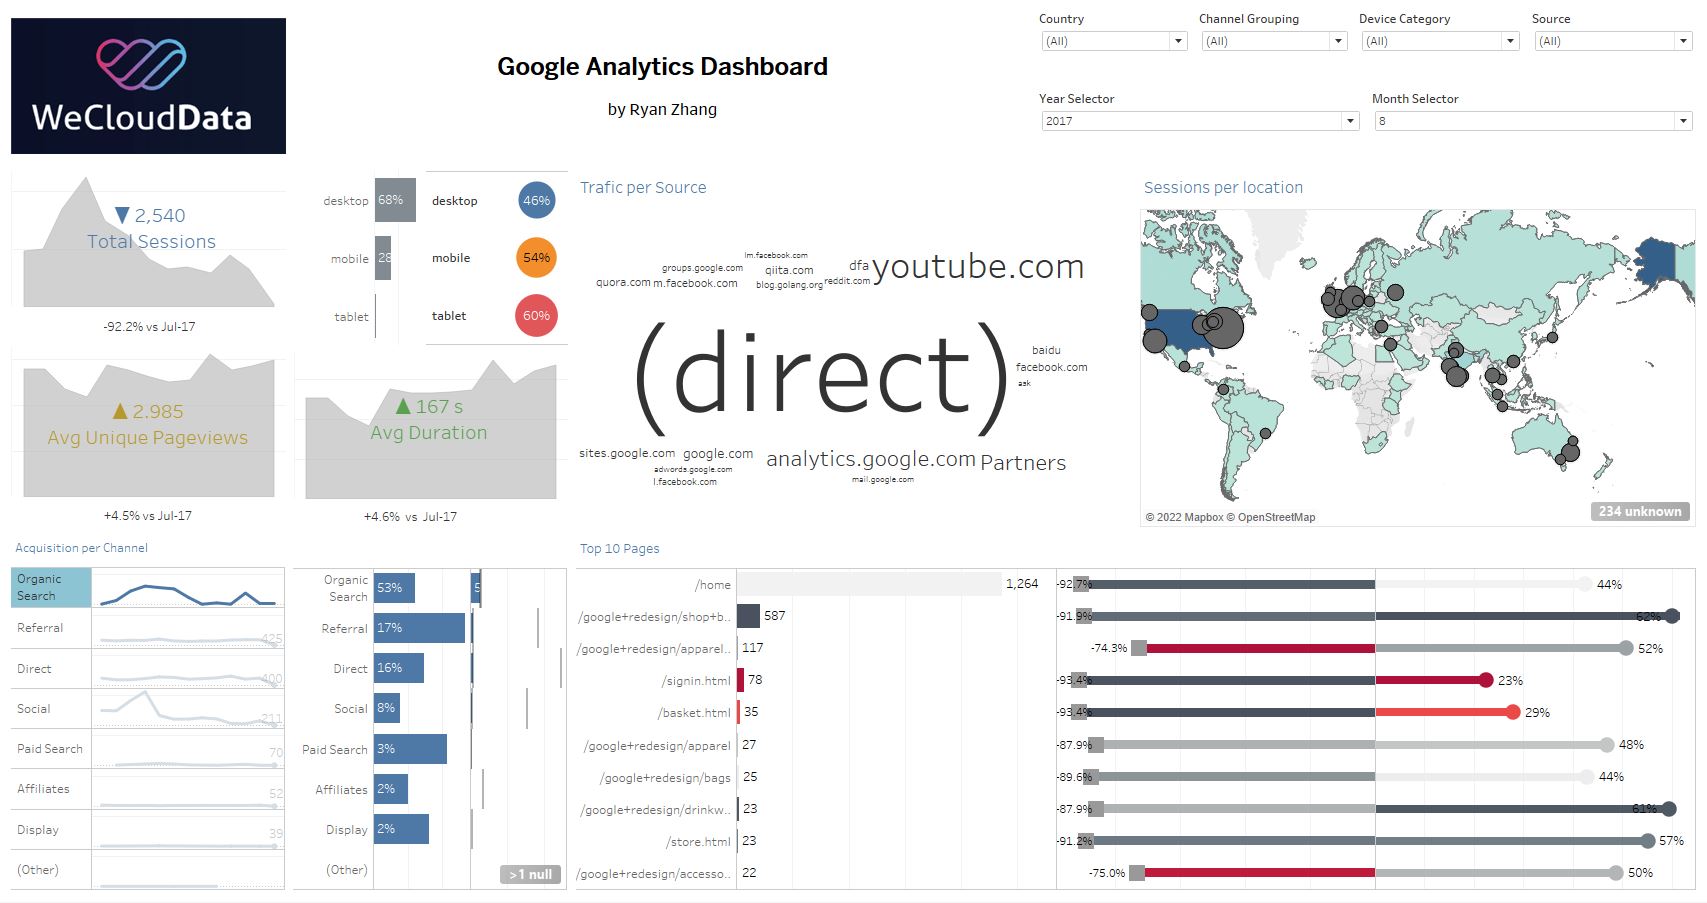 WeCloudData
Google Analytics Dashboard
by Ryan Zhang
Country
(All)
Channel Grouping
(All)
Device Category
(All)
Source
(All)
Year Selector
2017
Month Selector
8
▼ 2,540
Total Sessions
-92.2% vs Jul-17
desktop 68%
mobile 28
tablet
desktop 46%
mobile 54%
tablet 60%
▲ 2.985
Avg Unique Pageviews
+4.5% vs Jul-17
▲ 167 s
Avg Duration
+4.6% vs Jul-17
Trafic per Source
lm.facebook.com
groups.google.com
qiita.com
dfa
youtube.com
quora.com
m.facebook.com
blog.golang.org
reddit.com
(direct)
baidu
facebook.com
ask
sites.google.com
google.com
analytics.google.com
Partners
adwords.google.com
l.facebook.com
mail.google.com
Sessions per location
© 2022 Mapbox © OpenStreetMap
234 unknown
Acquisition per Channel
Organic
Search
Referral 425
Direct 400
Social 211
Paid Search 70
Affiliates 52
Display 39
(Other)
Organic
Search 53% 5
Referral 17%
Direct 16%
Social 8%
Paid Search 3%
Affiliates 2%
Display 2%
(Other)
>1 null
Top 10 Pages
/home 1,264 -92.7% 44%
/google+redesign/shop+b.. 587 -91.9% 62%
/google+redesign/apparel.. 117 -74.3% 52%
/signin.html 78 -93.4% 23%
/basket.html 35 -93.4% 29%
/google+redesign/apparel 27 -87.9% 48%
/google+redesign/bags 25 -89.6% 44%
/google+redesign/drinkw.. 23 -87.9% 61%
/store.html 23 -91.2% 57%
/google+redesign/accesso.. 22 -75.0% 50%